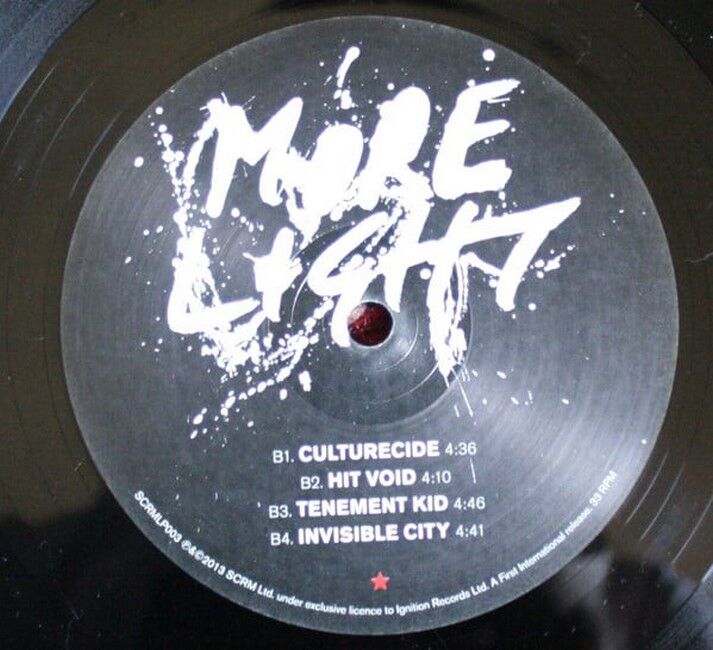 MORE
LIGHT
B1. CULTURECIDE 4:36
B2. HIT VOID 4:10
B3. TENEMENT KID 4:46
B4. INVISIBLE CITY 4:41
SCRMLP003 ℗&©2013 SCRM Ltd. under exclusive licence to Ignition Records Ltd. A First International release. 33 RPM